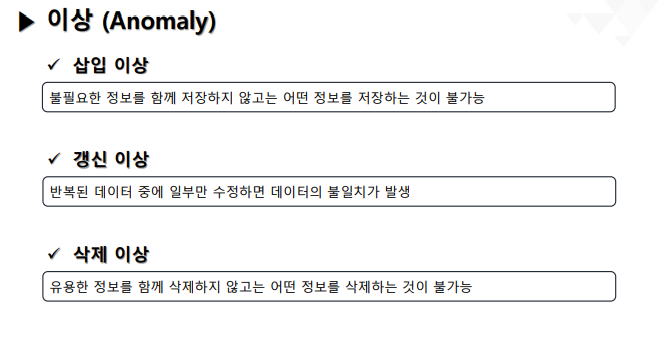 ▶ 이상 (Anomaly)
✓ 삽입 이상
불필요한 정보를 함께 저장하지 않고는 어떤 정보를 저장하는 것이 불가능
✓ 갱신 이상
반복된 데이터 중에 일부만 수정하면 데이터의 불일치가 발생
✓ 삭제 이상
유용한 정보를 함께 삭제하지 않고는 어떤 정보를 삭제하는 것이 불가능